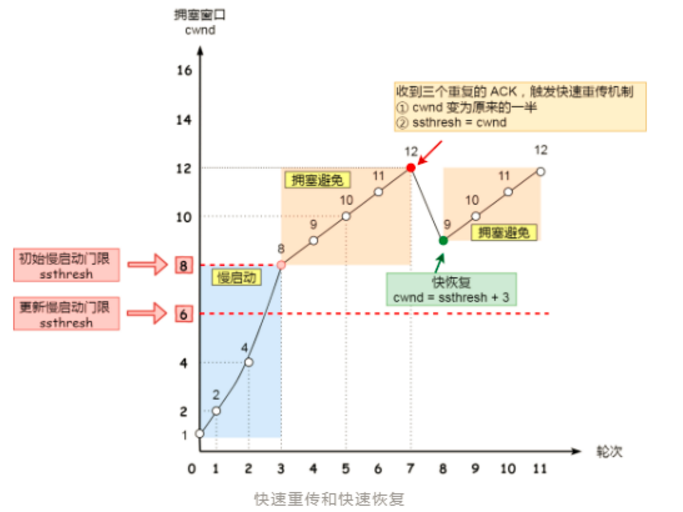 拥塞窗口
cwnd
16
14
12
10
8
6
4
2
1
收到三个重复的 ACK，触发快速重传机制
① cwnd 变为原来的一半
② ssthresh = cwnd
拥塞避免
12
11
10
9
8
初始慢启动门限
ssthresh
慢启动
4
2
更新慢启动门限
ssthresh
12
11
10
9
拥塞避免
快恢复
cwnd = ssthresh + 3
0 1 2 3 4 5 6 7 8 9 10 11
轮次
快速重传和快速恢复